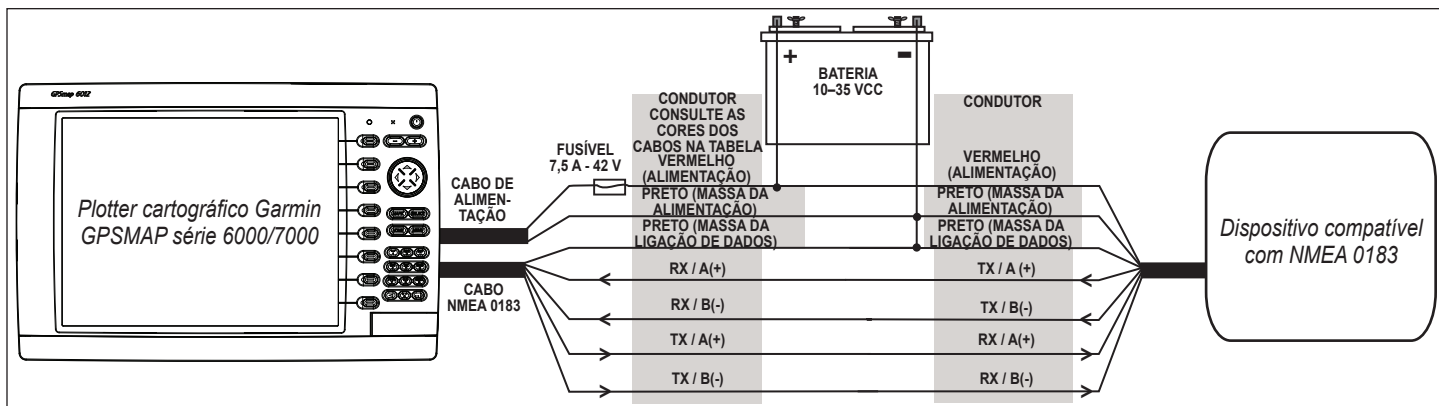 GPSmap 6012
Plotter cartográfico Garmin
GPSMAP série 6000/7000
CABO DE
ALIMEN-
TAÇÃO
CABO
NMEA 0183
FUSÍVEL
7,5 A - 42 V
CONDUTOR
CONSULTE AS
CORES DOS
CABOS NA TABELA
VERMELHO
(ALIMENTAÇÃO)
PRETO (MASSA DA
ALIMENTAÇÃO)
PRETO (MASSA DA
LIGAÇÃO DE DADOS)
RX / A(+)
RX / B(-)
TX / A(+)
TX / B(-)
+ -
BATERIA
10–35 VCC
CONDUTOR
VERMELHO
(ALIMENTAÇÃO)
PRETO (MASSA DA
ALIMENTAÇÃO)
PRETO (MASSA DA
LIGAÇÃO DE DADOS)
TX / A (+)
TX / B(-)
RX / A(+)
RX / B(-)
Dispositivo compatível
com NMEA 0183